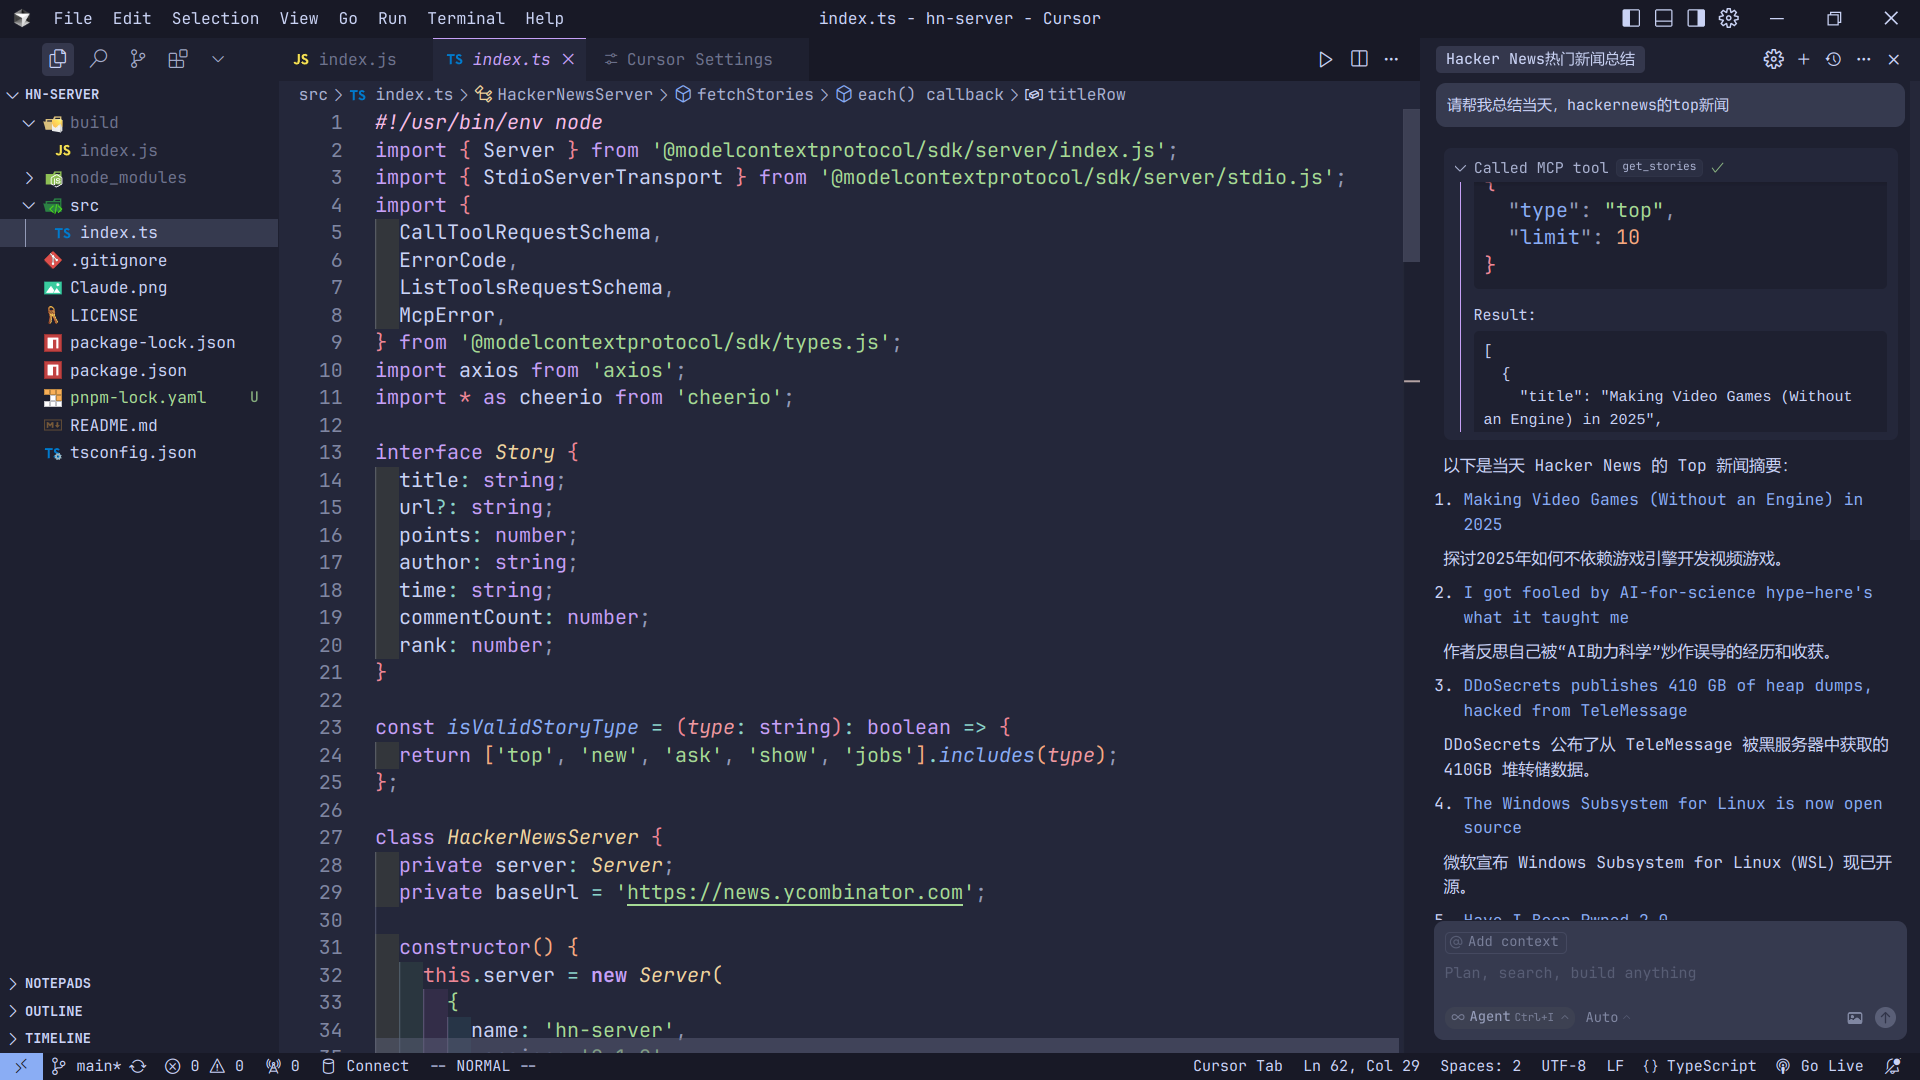 File Edit Selection View Go Run Terminal Help
index.ts - hn-server - Cursor
HN-SERVER
build
JS index.js
node_modules
src
TS index.ts
.gitignore
Claude.png
LICENSE
package-lock.json
package.json
pnpm-lock.yaml U
README.md
tsconfig.json
NOTEPADS
OUTLINE
TIMELINE
JS index.js
TS index.ts
Cursor Settings
src > TS index.ts > HackerNewsServer > fetchStories > each() callback > titleRow
1 #!/usr/bin/env node
2 import { Server } from '@modelcontextprotocol/sdk/server/index.js';
3 import { StdioServerTransport } from '@modelcontextprotocol/sdk/server/stdio.js';
4 import {
5 CallToolRequestSchema,
6 ErrorCode,
7 ListToolsRequestSchema,
8 McpError,
9 } from '@modelcontextprotocol/sdk/types.js';
10 import axios from 'axios';
11 import * as cheerio from 'cheerio';
12
13 interface Story {
14 title: string;
15 url?: string;
16 points: number;
17 author: string;
18 time: string;
19 commentCount: number;
20 rank: number;
21 }
22
23 const isValidStoryType = (type: string): boolean => {
24 return ['top', 'new', 'ask', 'show', 'jobs'].includes(type);
25 };
26
27 class HackerNewsServer {
28 private server: Server;
29 private baseUrl = 'https://news.ycombinator.com';
30
31 constructor() {
32 this.server = new Server(
33 {
34 name: 'hn-server',
Hacker News热门新闻总结
请帮我总结当天，hackernews的top新闻
Called MCP tool get_stories
{
"type": "top",
"limit": 10
}
Result:
[
{
"title": "Making Video Games (Without
an Engine) in 2025",
以下是当天 Hacker News 的 Top 新闻摘要：
1. Making Video Games (Without an Engine) in
2025
探讨2025年如何不依赖游戏引擎开发视频游戏。
2. I got fooled by AI-for-science hype—here's
what it taught me
作者反思自己被“AI助力科学”炒作误导的经历和收获。
3. DDoSecrets publishes 410 GB of heap dumps,
hacked from TeleMessage
DDoSecrets 公布了从 TeleMessage 被黑服务器中获取的
410GB 堆转储数据。
4. The Windows Subsystem for Linux is now open
source
微软宣布 Windows Subsystem for Linux（WSL）现已开
源。
5. Have I Been Pwned 2.0
@ Add context
Plan, search, build anything
Agent Ctrl+I Auto
main* 0 0 0 Connect -- NORMAL --
Cursor Tab Ln 62, Col 29 Spaces: 2 UTF-8 LF {} TypeScript Go Live